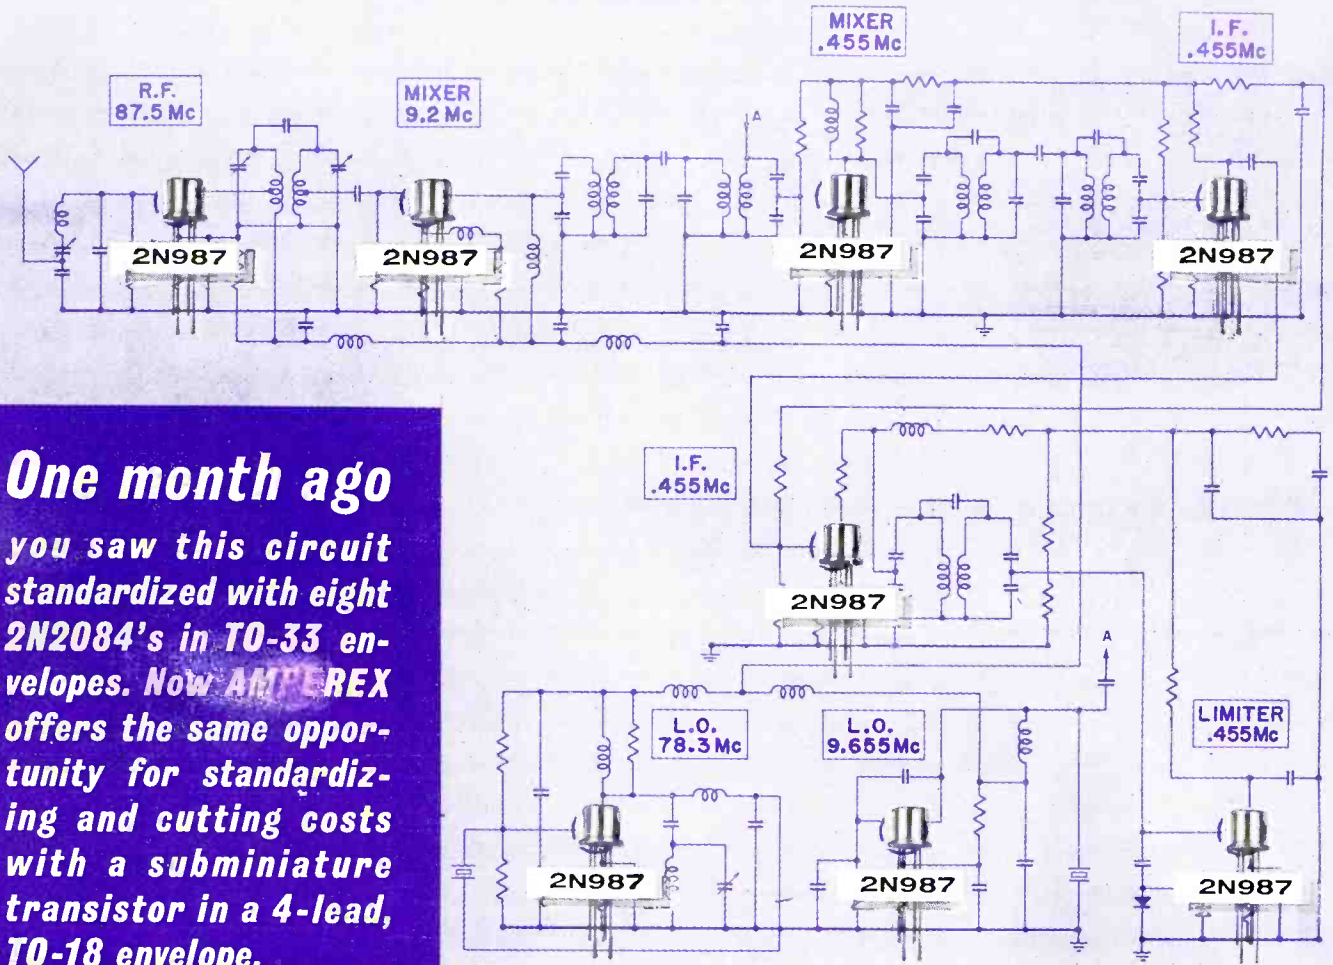 MIXER
.455Mc
I.F.
.455Mc
R.F.
87.5 Mc
MIXER
9.2 Mc
A
2N987
2N987
2N987
2N987
One month ago
you saw this circuit
standardized with eight
2N2084's in TO-33 en-
velopes. Now AMPEREX
offers the same oppor-
tunity for standardiz-
ing and cutting costs
with a subminiature
transistor in a 4-lead,
TO-18 envelope.
I.F.
.455Mc
2N987
A
L.O.
78.3 Mc
L.O.
9.655Mc
LIMITER
.455Mc
2N987
2N987
2N987